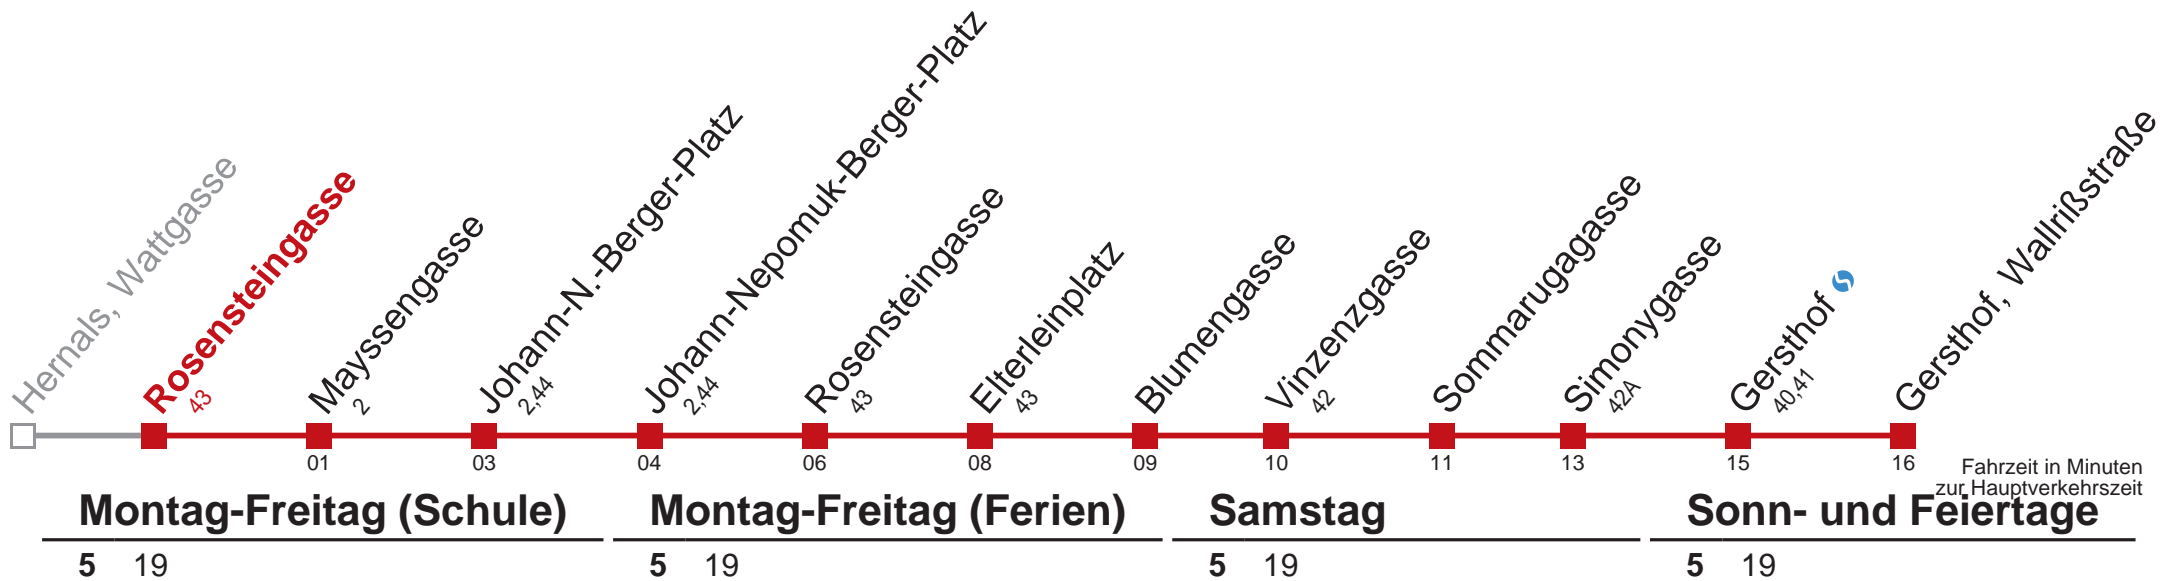 Hernals, Wattgasse
Rosensteingasse
43
Mayssengasse
2
Johann-N.-Berger-Platz
2,44
Johann-Nepomuk-Berger-Platz
2,44
Rosensteingasse
43
Elterleinplatz
43
Blumengasse
Vinzenzgasse
42
Sommarugagasse
Simonygasse
42A
Gersthof
40,41
Gersthof, Wallrißstraße
01 03 04 06 08 09 10 11 13 15 16
Fahrzeit in Minuten
zur Hauptverkehrszeit
Montag-Freitag (Schule) Montag-Freitag (Ferien) Samstag Sonn- und Feiertage
5 19 5 19 5 19 5 19